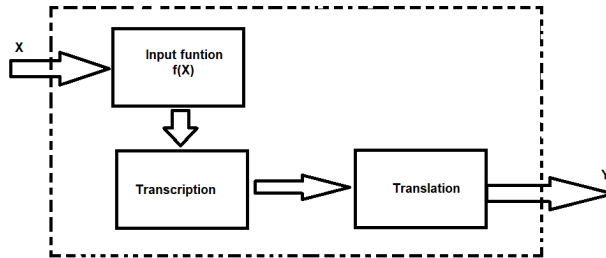 X
Input funtion
f(X)
Transcription
Translation
Y